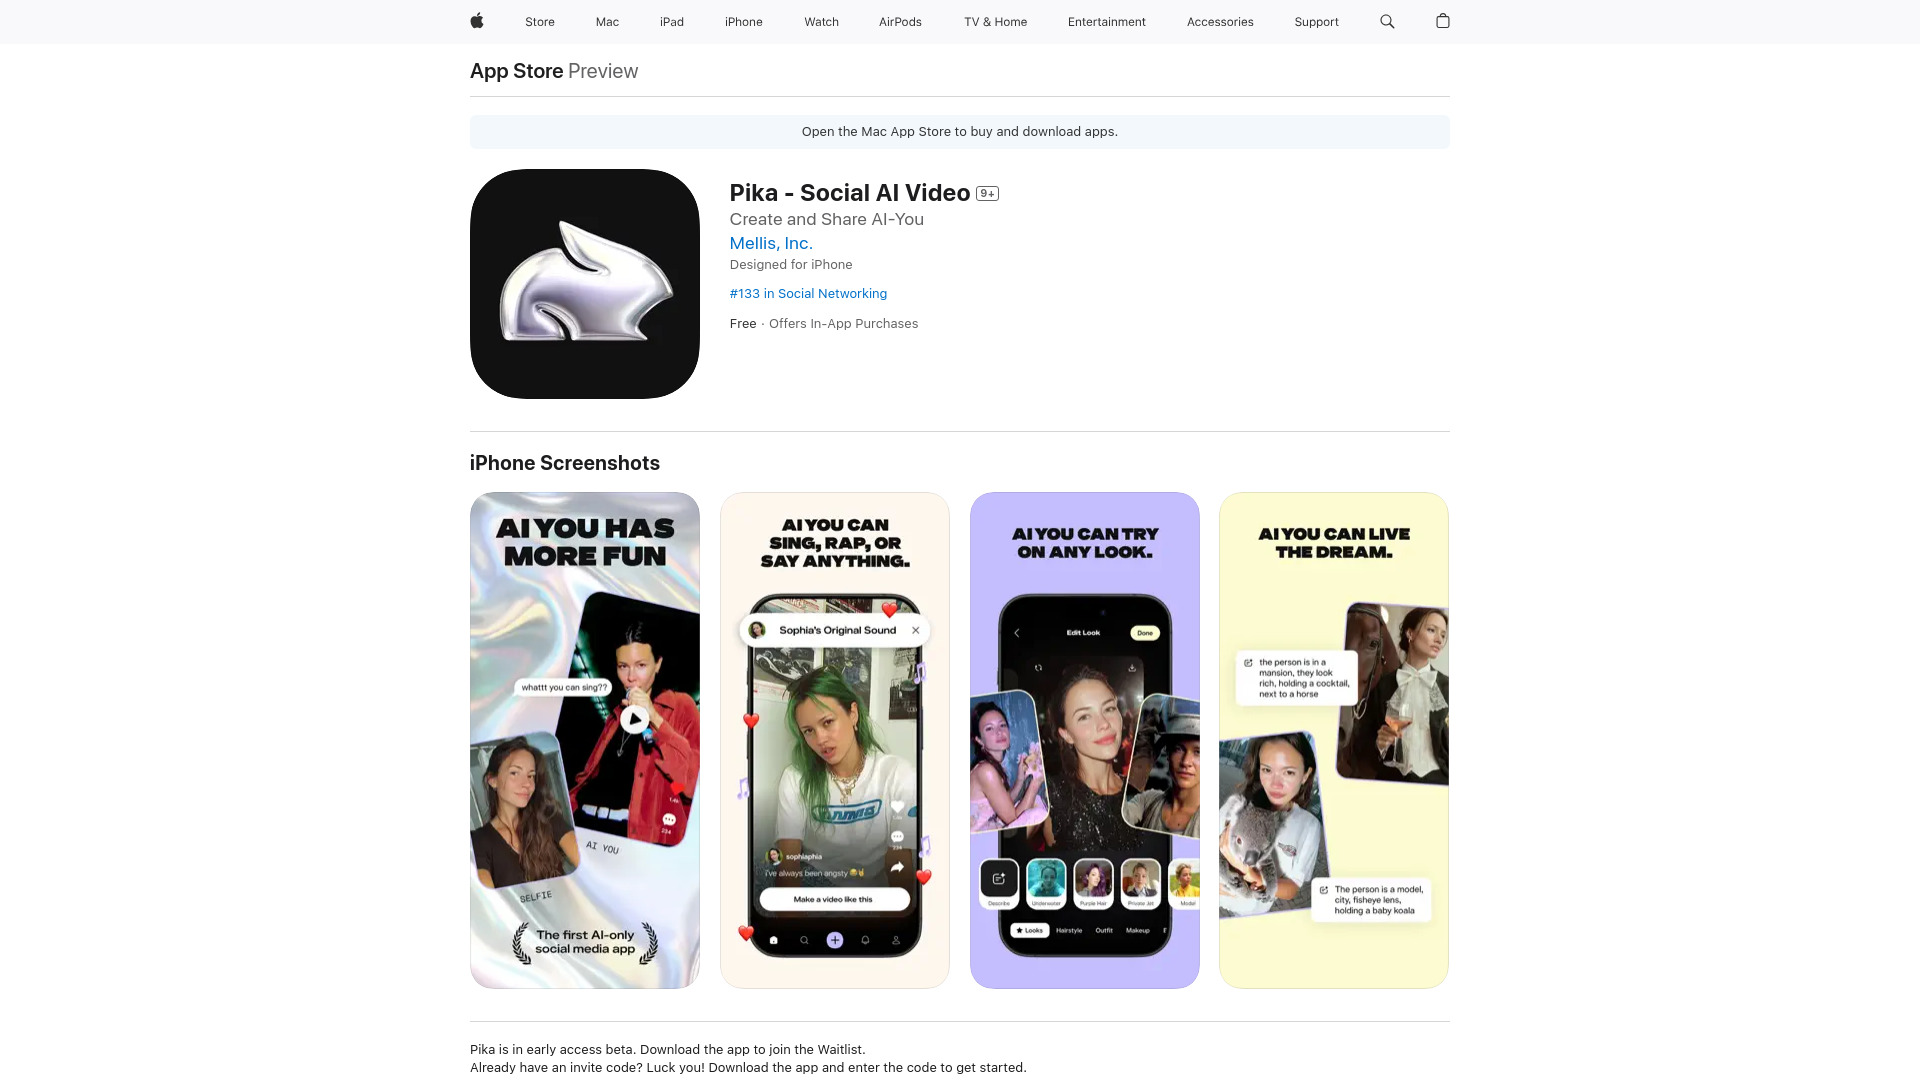 Store
Mac
iPad
iPhone
Watch
AirPods
TV & Home
Entertainment
Accessories
Support
App Store Preview
Open the Mac App Store to buy and download apps.
Pika - Social AI Video 9+
Create and Share AI-You
Mellis, Inc.
Designed for iPhone
#133 in Social Networking
Free · Offers In-App Purchases
iPhone Screenshots
AI YOU HAS
MORE FUN
whattt you can sing??
1.4k
234
AI YOU
SELFIE
The first AI-only
social media app
AI YOU CAN
SING, RAP, OR
SAY ANYTHING.
Sophia's Original Sound
234
sophiaphia
i've always been angsty
Make a video like this
AI YOU CAN TRY
ON ANY LOOK.
Edit Look
Done
Describe
Underwater
Purple Hair
Private Jet
Model
Looks
Hairstyle
Outfit
Makeup
F
AI YOU CAN LIVE
THE DREAM.
the person is in a
mansion, they look
rich, holding a cocktail,
next to a horse
The person is a model,
city, fisheye lens,
holding a baby koala
Pika is in early access beta. Download the app to join the Waitlist.
Already have an invite code? Luck you! Download the app and enter the code to get started.